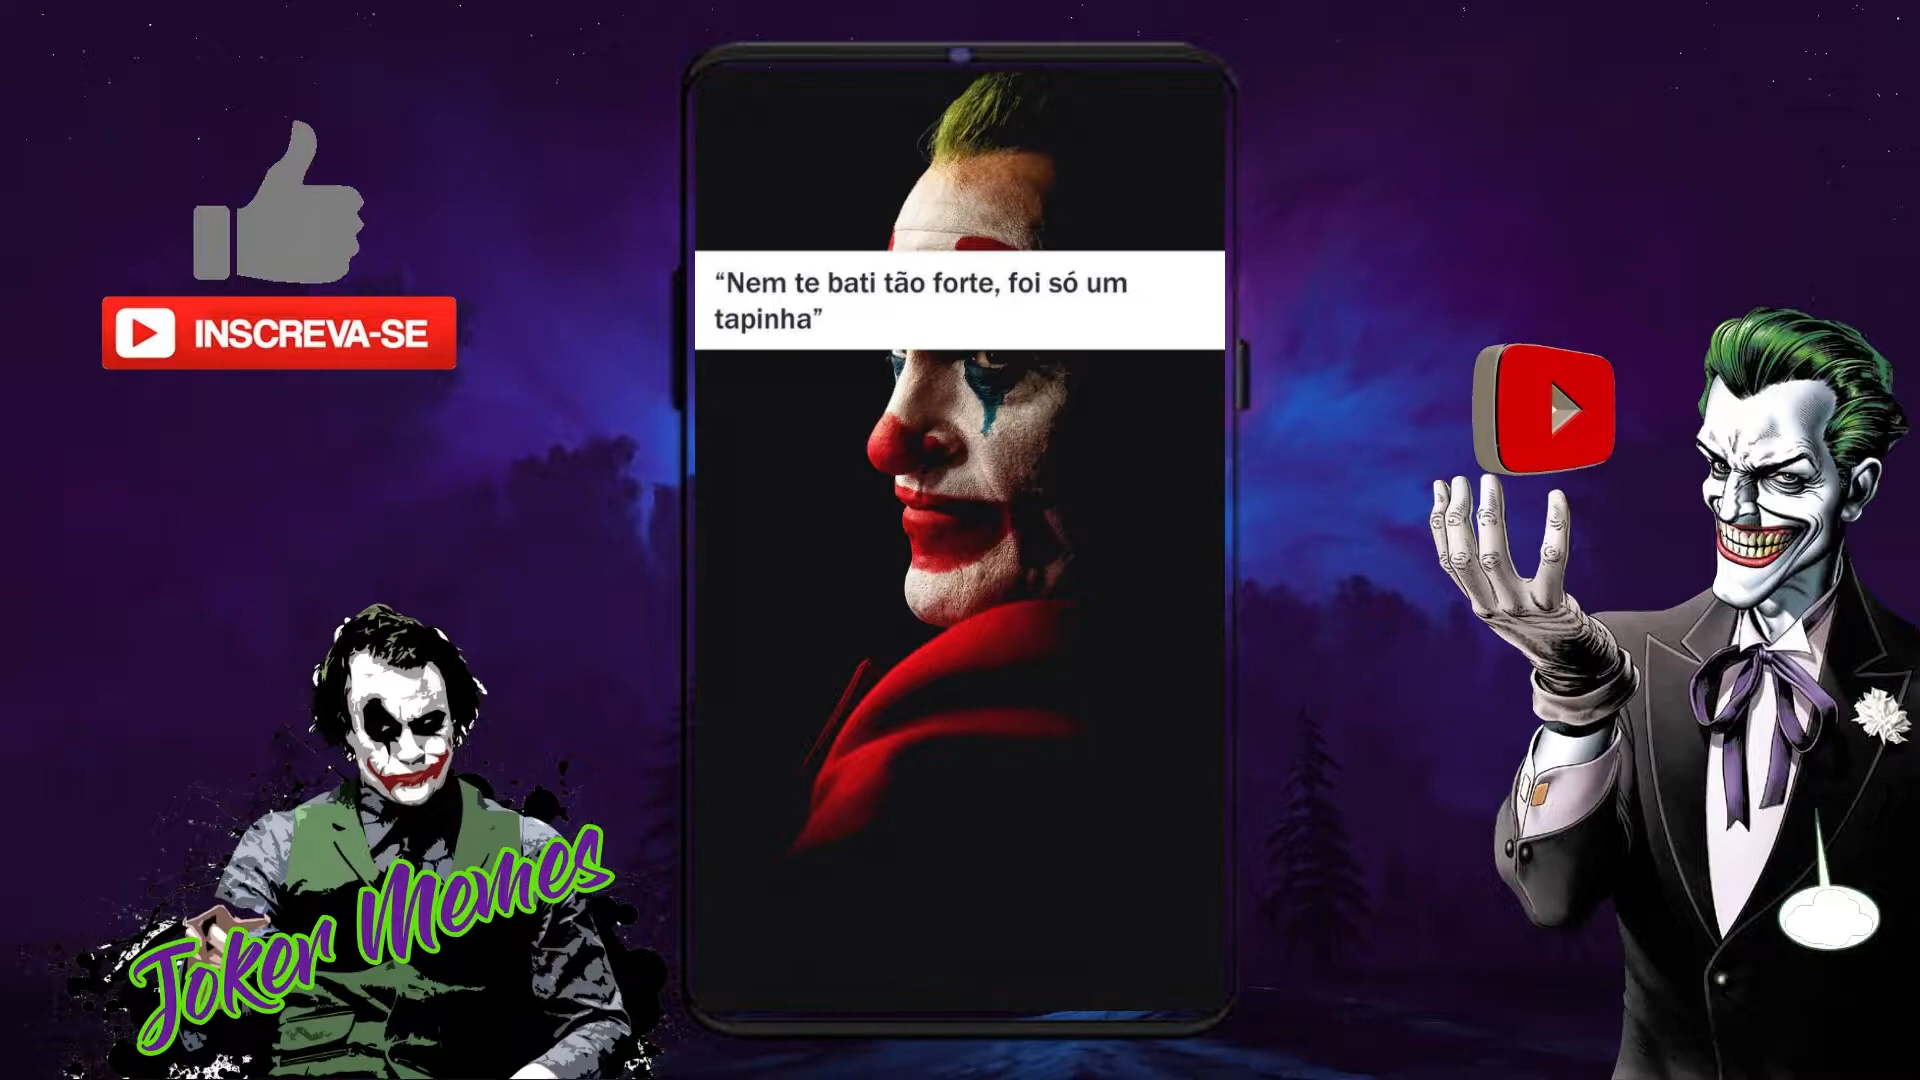 “Nem te bati tão forte, foi só um
tapinha”
INSCREVA-SE
Joker Memes